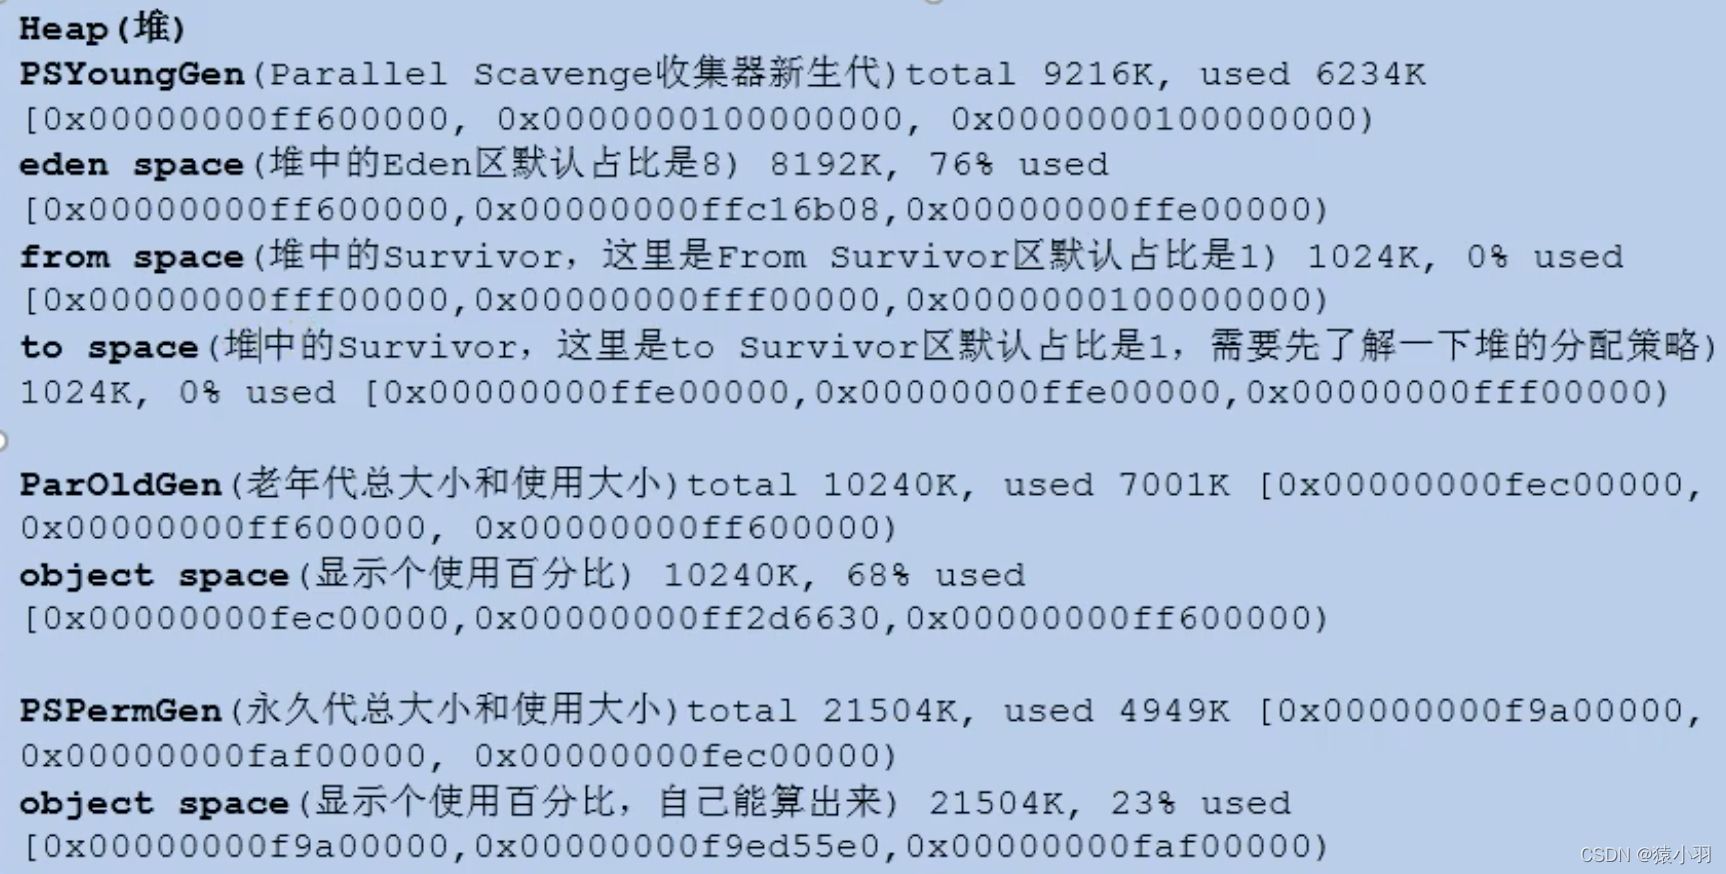 Heap(堆)
PSYoungGen(Parallel Scavenge收集器新生代)total 9216K, used 6234K
[0x00000000ff600000, 0x0000000100000000, 0x0000000100000000)
eden space(堆中的Eden区默认占比是8) 8192K, 76% used
[0x00000000ff600000,0x00000000ffc16b08,0x00000000ffe00000)
from space(堆中的Survivor，这里是From Survivor区默认占比是1) 1024K, 0% used
[0x00000000fff00000,0x00000000fff00000,0x0000000100000000)
to space(堆中的Survivor，这里是to Survivor区默认占比是1，需要先了解一下堆的分配策略)
1024K, 0% used [0x00000000ffe00000,0x00000000ffe00000,0x00000000fff00000)
ParOldGen(老年代总大小和使用大小)total 10240K, used 7001K [0x00000000fec00000,
0x00000000ff600000, 0x00000000ff600000)
object space(显示个使用百分比) 10240K, 68% used
[0x00000000fec00000,0x00000000ff2d6630,0x00000000ff600000)
PSPermGen(永久代总大小和使用大小)total 21504K, used 4949K [0x00000000f9a00000,
0x00000000faf00000, 0x00000000fec00000)
object space(显示个使用百分比，自己能算出来) 21504K, 23% used
[0x00000000f9a00000,0x00000000f9ed55e0,0x00000000faf00000)
CSDN @猿小羽